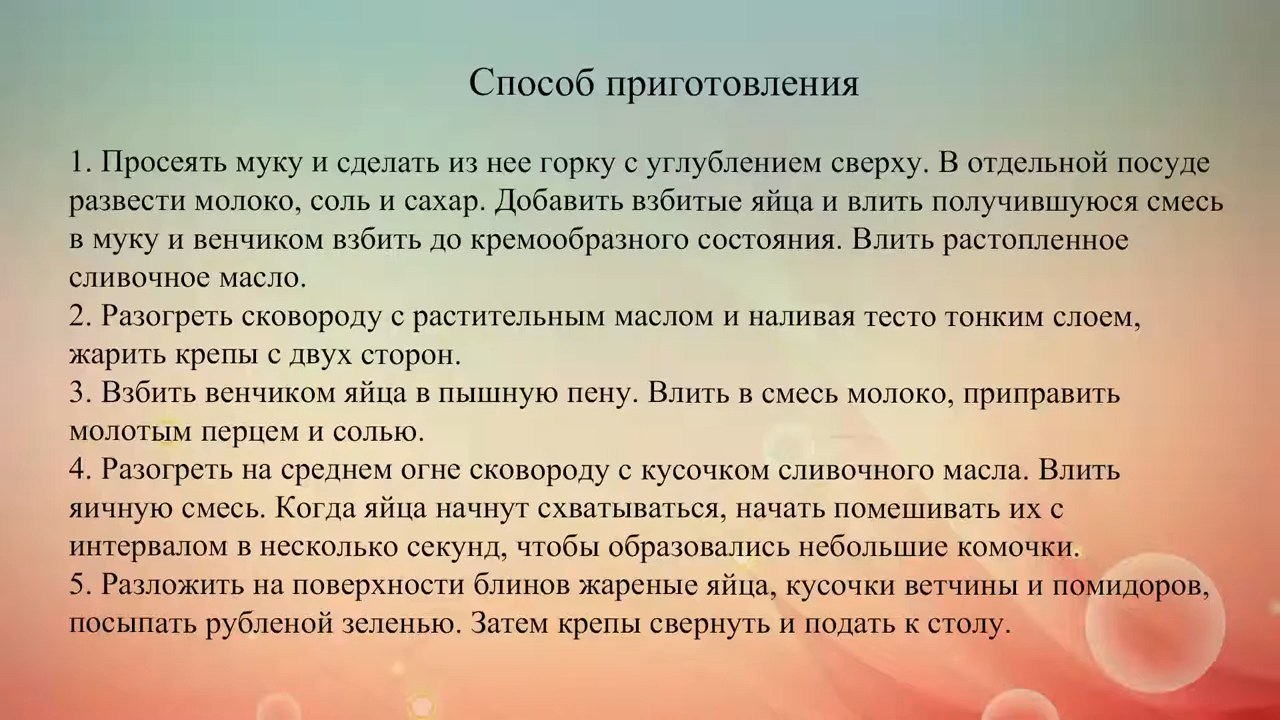 Способ приготовления
1. Просеять муку и сделать из нее горку с углублением сверху. В отдельной посуде
развести молоко, соль и сахар. Добавить взбитые яйца и влить получившуюся смесь
в муку и венчиком взбить до кремообразного состояния. Влить растопленное
сливочное масло.
2. Разогреть сковороду с растительным маслом и наливая тесто тонким слоем,
жарить крепы с двух сторон.
3. Взбить венчиком яйца в пышную пену. Влить в смесь молоко, приправить
молотым перцем и солью.
4. Разогреть на среднем огне сковороду с кусочком сливочного масла. Влить
яичную смесь. Когда яйца начнут схватываться, начать помешивать их с
интервалом в несколько секунд, чтобы образовались небольшие комочки.
5. Разложить на поверхности блинов жареные яйца, кусочки ветчины и помидоров,
посыпать рубленой зеленью. Затем крепы свернуть и подать к столу.